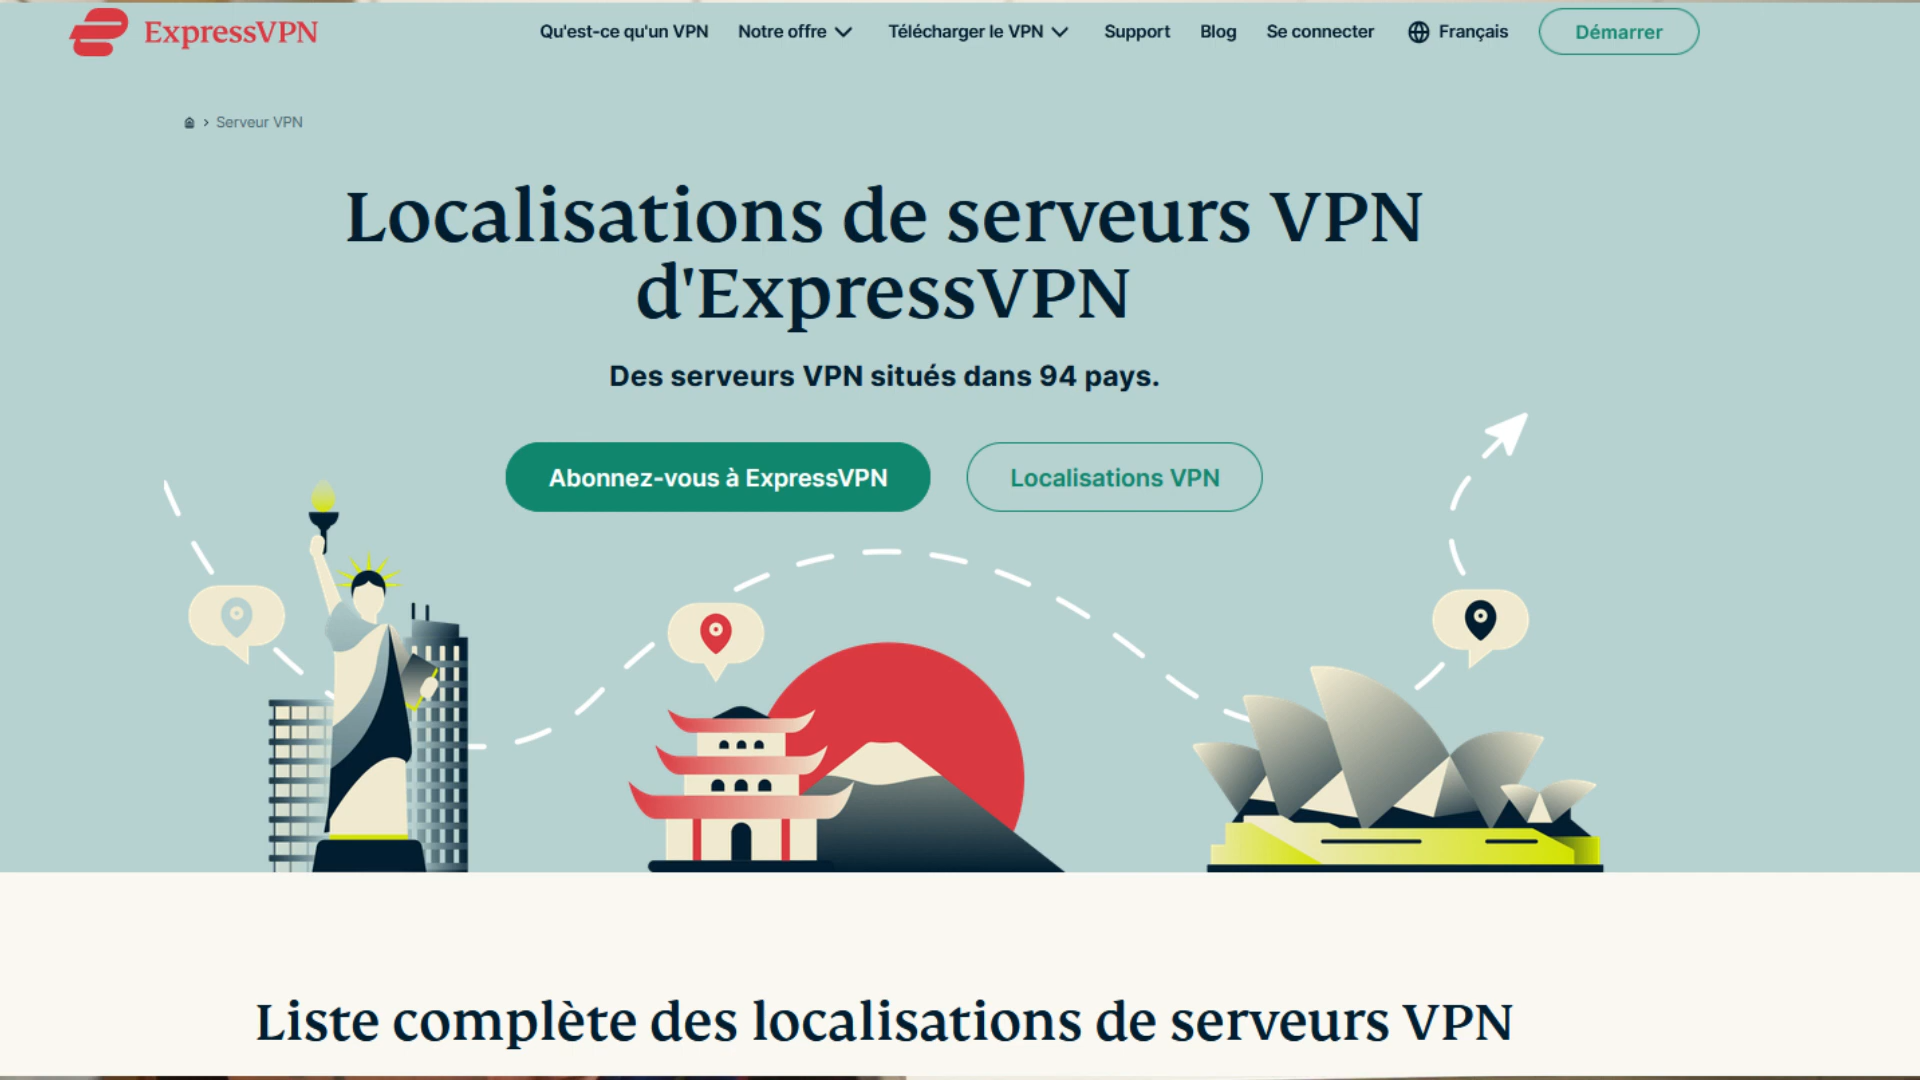 ExpressVPN
Qu'est-ce qu'un VPN
Notre offre
Télécharger le VPN
Support
Blog
Se connecter
Français
Démarrer
Serveur VPN
Localisations de serveurs VPN
d'ExpressVPN
Des serveurs VPN situés dans 94 pays.
Abonnez-vous à ExpressVPN
Localisations VPN
Liste complète des localisations de serveurs VPN